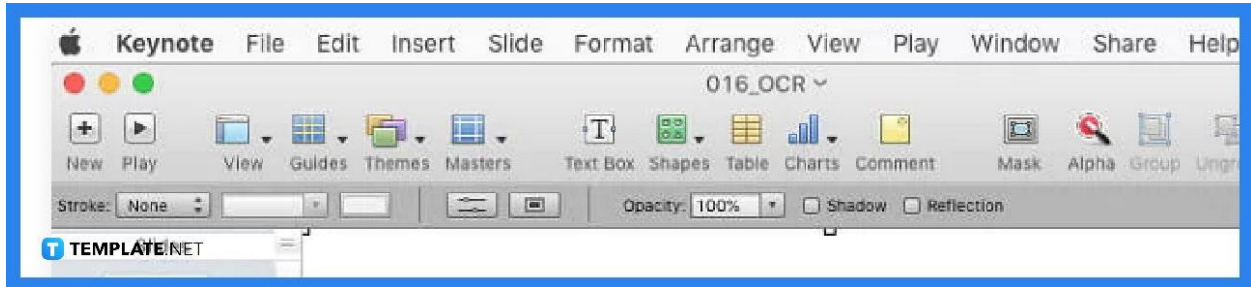 Keynote File Edit Insert Slide Format Arrange View Play Window Share Help
016_OCR
New Play View Guides Themes Masters Text Box Shapes Table Charts Comment Mask Alpha Group
Stroke: None Opacity: 100% Shadow Reflection
T TEMPLATE.NET